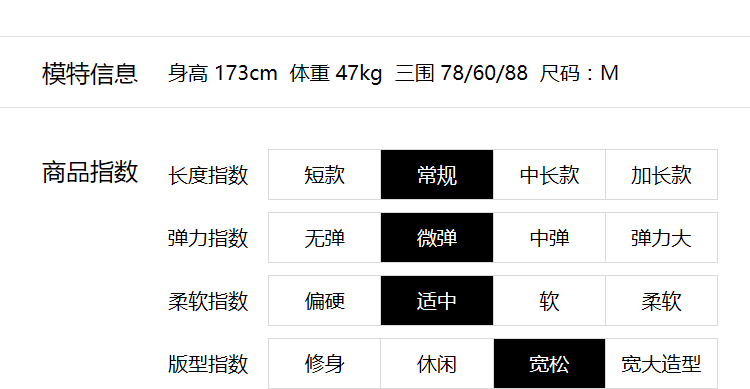 模特信息 身高 173cm 体重 47kg 三围 78/60/88 尺码：M
商品指数 长度指数 短款 常规 中长款 加长款
弹力指数 无弹 微弹 中弹 弹力大
柔软指数 偏硬 适中 软 柔软
版型指数 修身 休闲 宽松 宽大造型